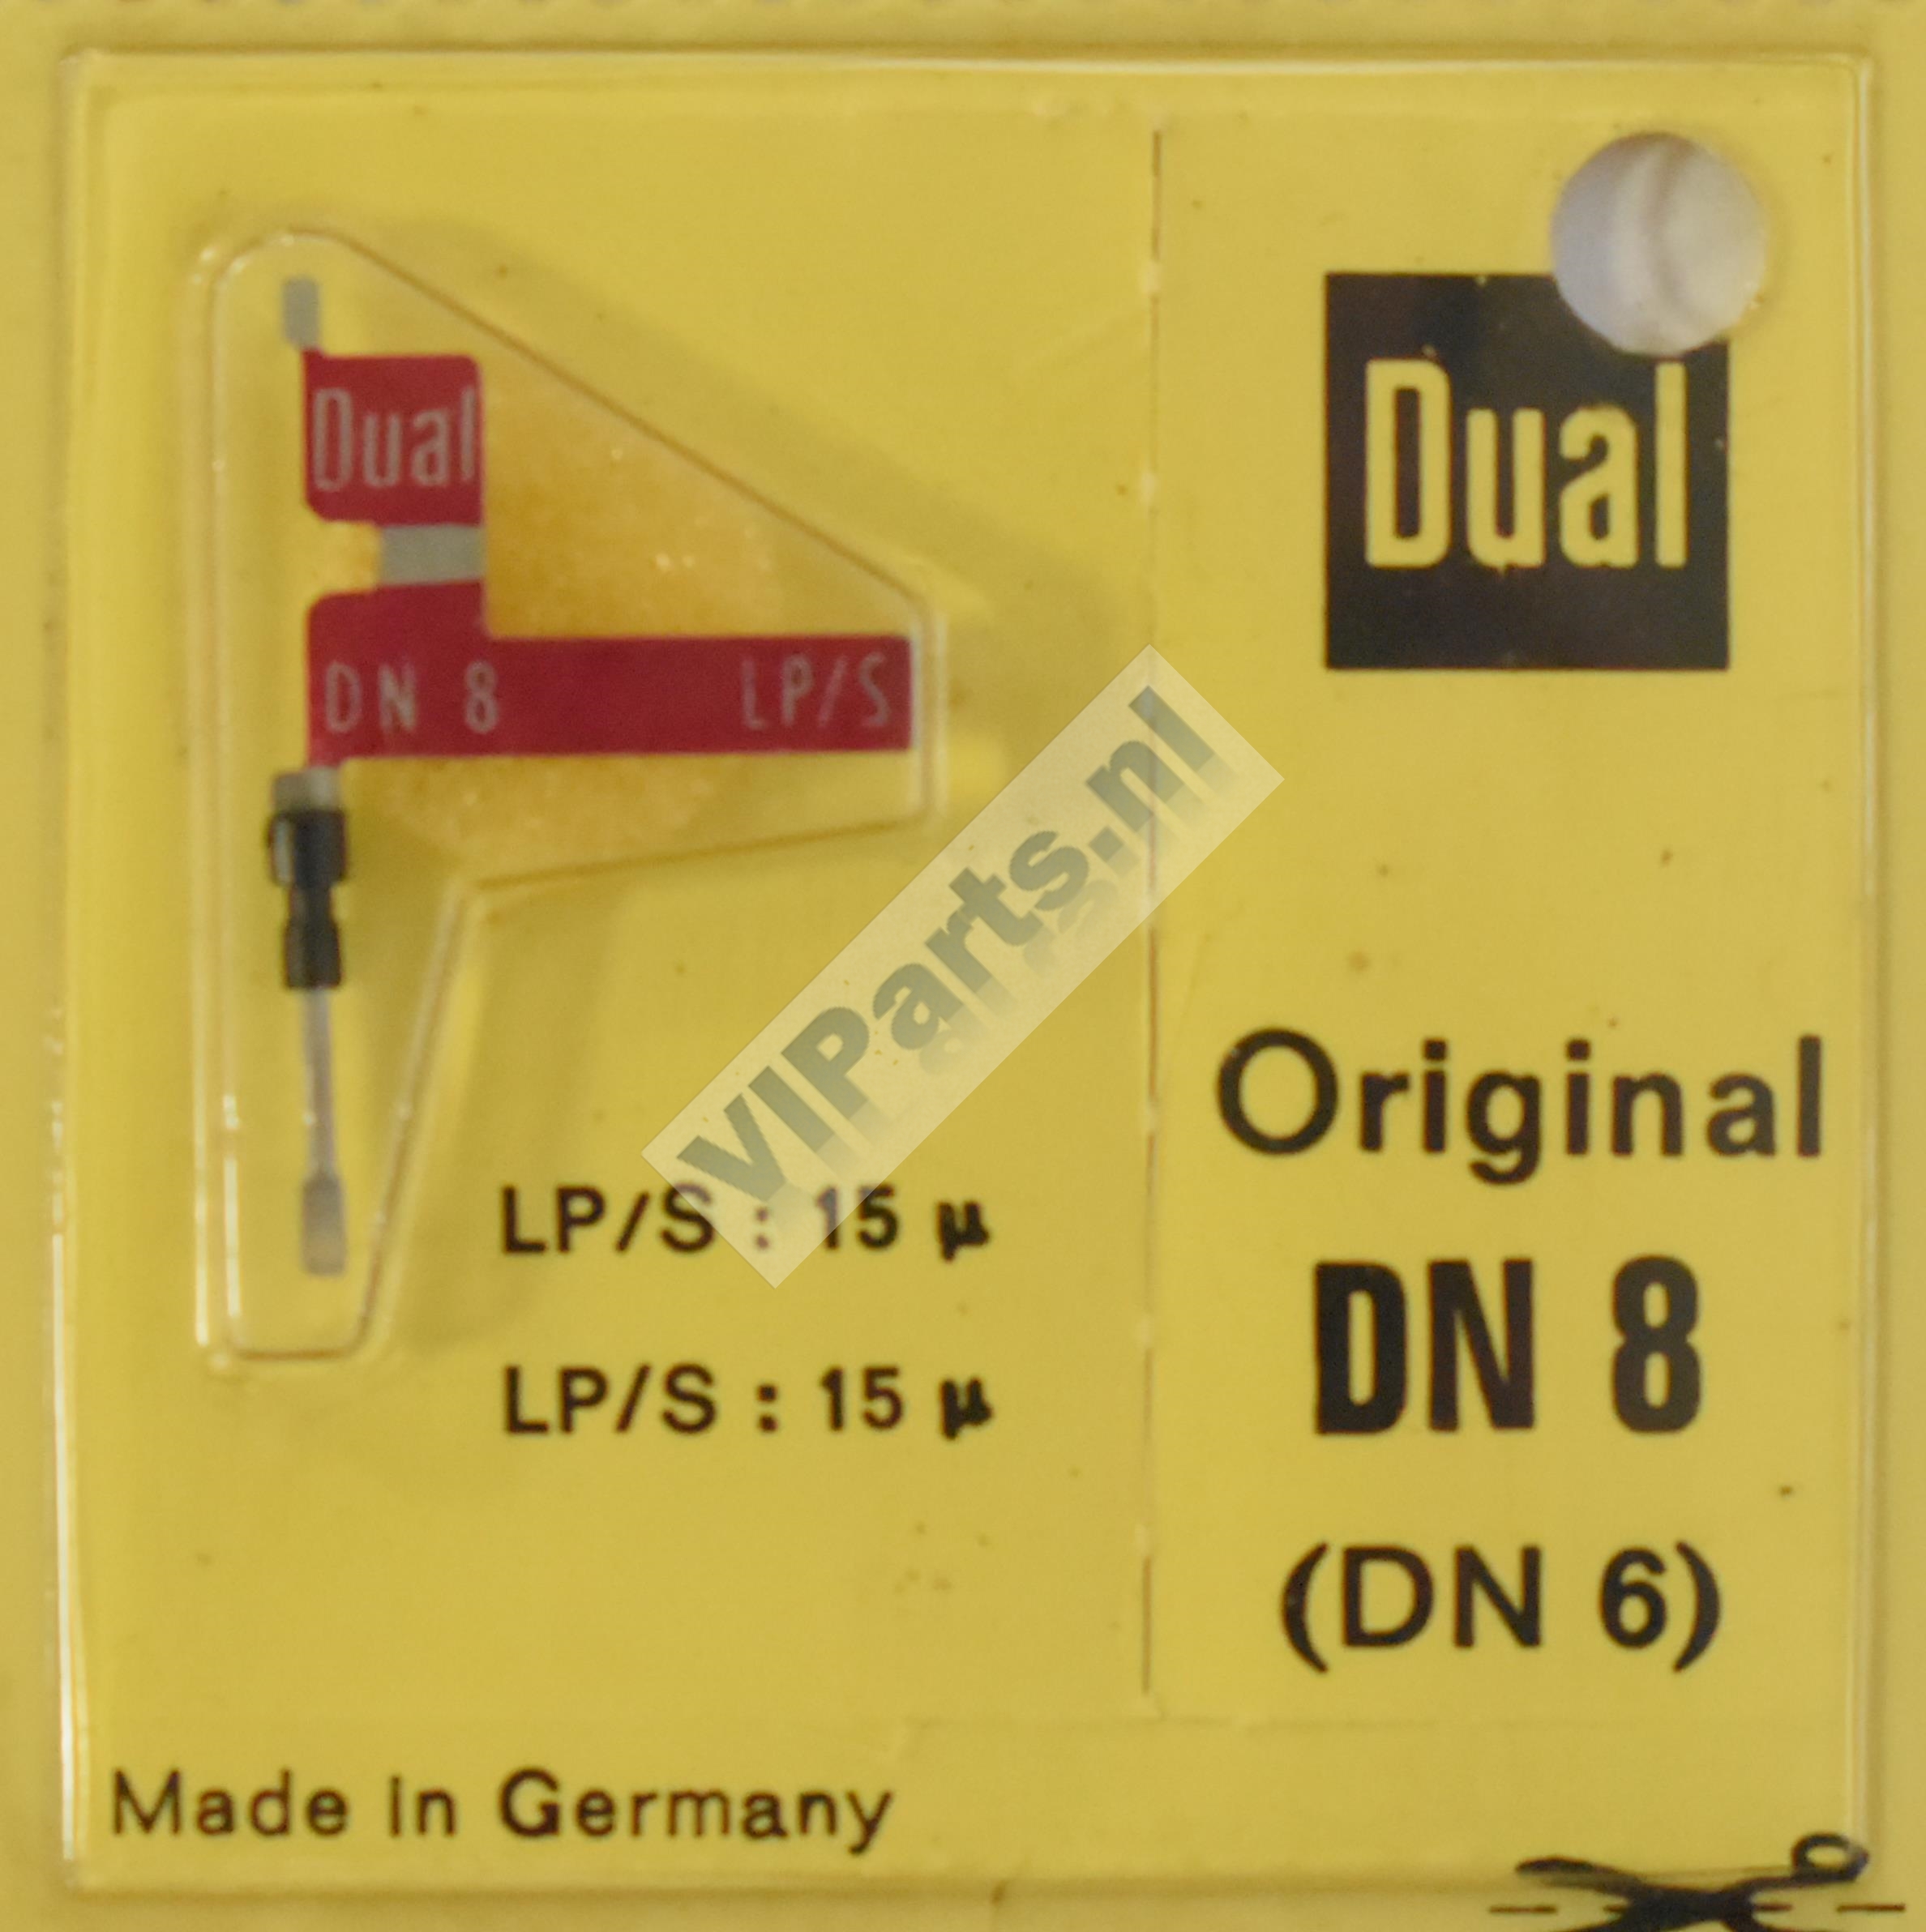 Dual
DN 8 LP/S
VIParts.nl
LP/S : 15 µ
LP/S : 15 µ
Made in Germany
Dual
Original
DN 8
(DN 6)